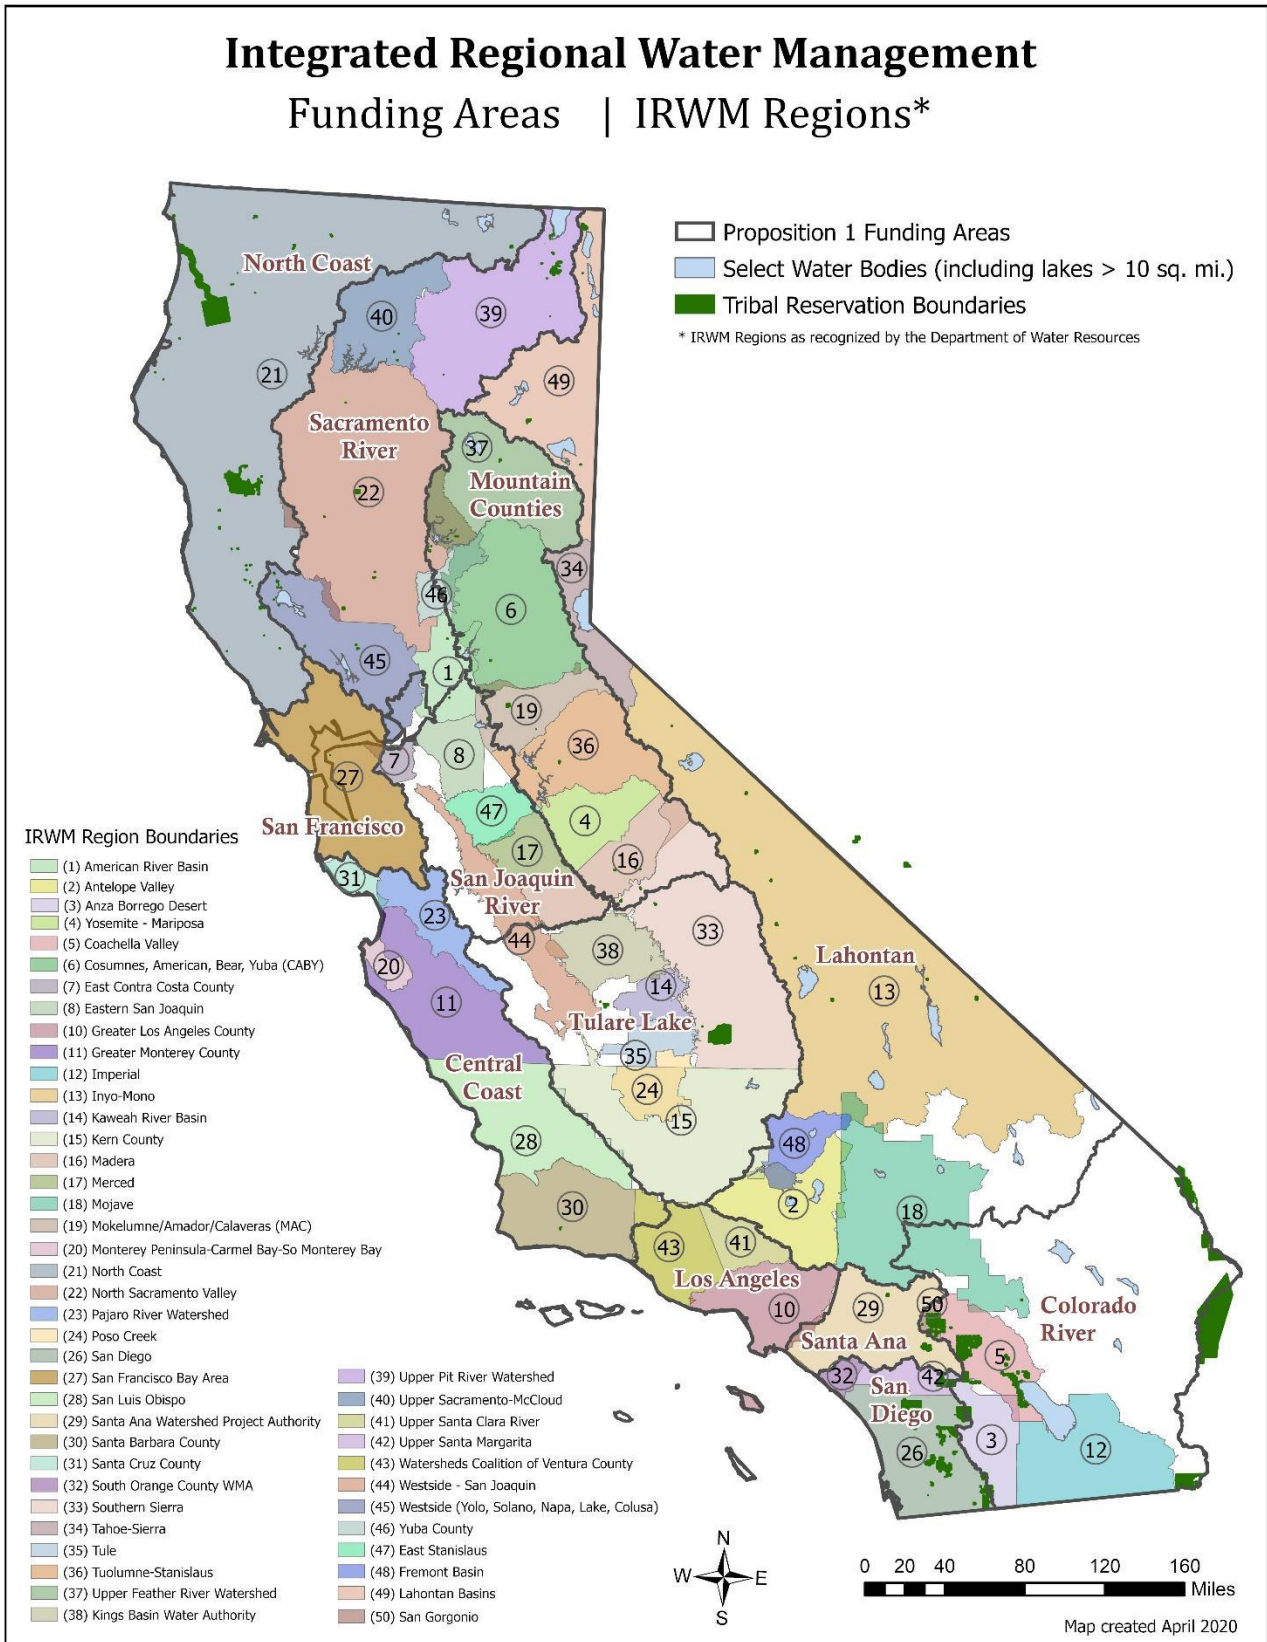 Integrated Regional Water Management
Funding Areas | IRWM Regions*
Proposition 1 Funding Areas
Select Water Bodies (including lakes > 10 sq. mi.)
Tribal Reservation Boundaries
* IRWM Regions as recognized by the Department of Water Resources
North Coast
40
39
21
49
Sacramento
River
37
22
Mountain
Counties
34
46
6
45
1
19
36
8
7
27
47
4
San Francisco
17
16
31
San Joaquin
River
23
33
44
38
20
Lahontan
14
13
11
Tulare Lake
35
Central
Coast
24
15
28
48
30
2
18
43
41
Los Angeles
10
29
50
Colorado
River
Santa Ana
5
32
42
San
Diego
26
3
12
IRWM Region Boundaries
(1) American River Basin
(2) Antelope Valley
(3) Anza Borrego Desert
(4) Yosemite - Mariposa
(5) Coachella Valley
(6) Cosumnes, American, Bear, Yuba (CABY)
(7) East Contra Costa County
(8) Eastern San Joaquin
(10) Greater Los Angeles County
(11) Greater Monterey County
(12) Imperial
(13) Inyo-Mono
(14) Kaweah River Basin
(15) Kern County
(16) Madera
(17) Merced
(18) Mojave
(19) Mokelumne/Amador/Calaveras (MAC)
(20) Monterey Peninsula-Carmel Bay-So Monterey Bay
(21) North Coast
(22) North Sacramento Valley
(23) Pajaro River Watershed
(24) Poso Creek
(26) San Diego
(27) San Francisco Bay Area
(28) San Luis Obispo
(29) Santa Ana Watershed Project Authority
(30) Santa Barbara County
(31) Santa Cruz County
(32) South Orange County WMA
(33) Southern Sierra
(34) Tahoe-Sierra
(35) Tule
(36) Tuolumne-Stanislaus
(37) Upper Feather River Watershed
(38) Kings Basin Water Authority
(39) Upper Pit River Watershed
(40) Upper Sacramento-McCloud
(41) Upper Santa Clara River
(42) Upper Santa Margarita
(43) Watersheds Coalition of Ventura County
(44) Westside - San Joaquin
(45) Westside (Yolo, Solano, Napa, Lake, Colusa)
(46) Yuba County
(47) East Stanislaus
(48) Fremont Basin
(49) Lahontan Basins
(50) San Gorgonio
N
W E
S
0 20 40 80 120 160
Miles
Map created April 2020